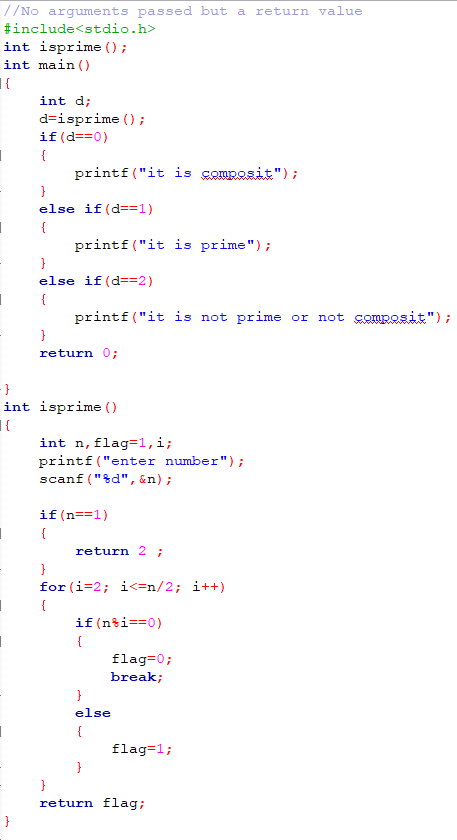 //No arguments passed but a return value
#include<stdio.h>
int isprime();
int main()
{
    int d;
    d=isprime();
    if(d==0)
    {
        printf("it is composit");
    }
    else if(d==1)
    {
        printf("it is prime");
    }
    else if(d==2)
    {
        printf("it is not prime or not composit");
    }
    return 0;

}
int isprime()
{
    int n,flag=1,i;
    printf("enter number");
    scanf("%d",&n);

    if(n==1)
    {
        return 2 ;
    }
    for(i=2; i<=n/2; i++)
    {
        if(n%i==0)
        {
            flag=0;
            break;
        }
        else
        {
            flag=1;
        }
    }
    return flag;
}